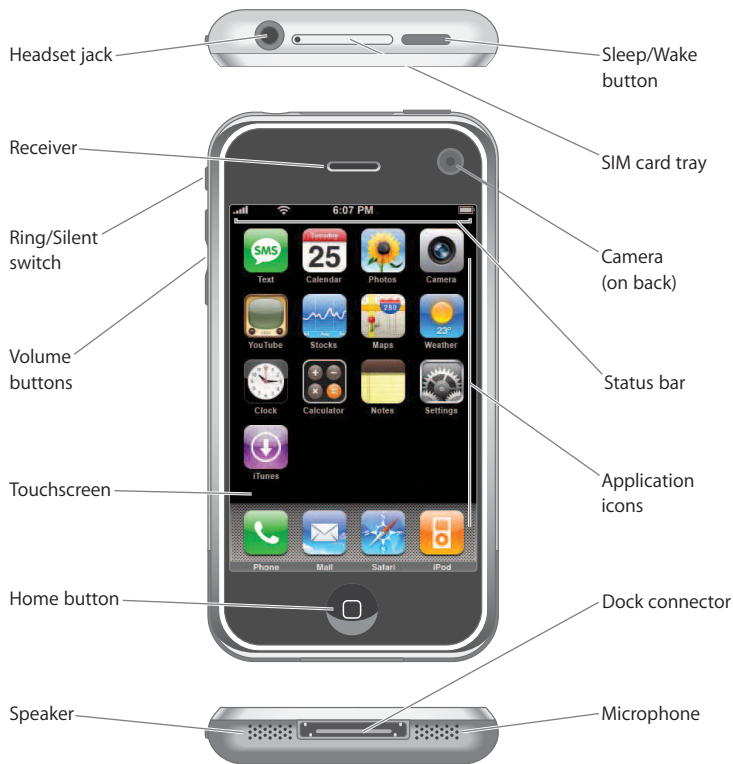 Headset jack
Sleep/Wake
button
Receiver
SIM card tray
Ring/Silent
switch
Camera
(on back)
Volume
buttons
Status bar
Touchscreen
Application
icons
Home button
Dock connector
Speaker
Microphone
6:07 PM
SMS
Tuesday
25
280
Text
Calendar
Photos
Camera
23°
YouTube
Stocks
Maps
Weather
Clock
Calculator
Notes
Settings
iTunes
Phone
Mail
Safari
iPod